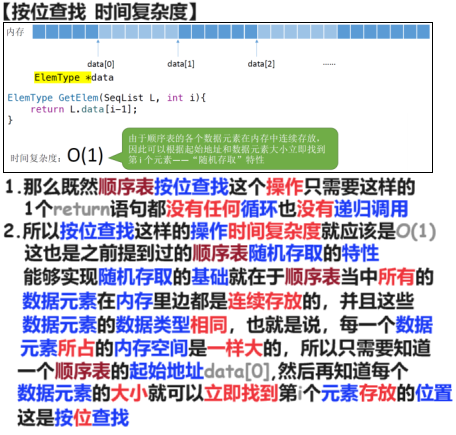 【按位查找 时间复杂度】
内存
data[0] data[1] data[2] ......
ElemType *data
ElemType GetElem(SeqList L, int i){
return L.data[i-1];
}
由于顺序表的各个数据元素在内存中连续存放,
因此可以根据起始地址和数据元素大小立即找到
第 i 个元素——“随机存取”特性
时间复杂度: O(1)
1.那么既然顺序表按位查找这个操作只需要这样的
1个return语句都没有任何循环也没有递归调用
2.所以按位查找这样的操作时间复杂度就应该是O(1)
这也是之前提到过的顺序表随机存取的特性
能够实现随机存取的基础就在于顺序表当中所有的
数据元素在内存里边都是连续存放的，并且这些
数据元素的数据类型相同，也就是说，每一个数据
元素所占的内存空间是一样大的，所以只需要知道
一个顺序表的起始地址data[0],然后再知道每个
数据元素的大小就可以立即找到第i个元素存放的位置
这是按位查找